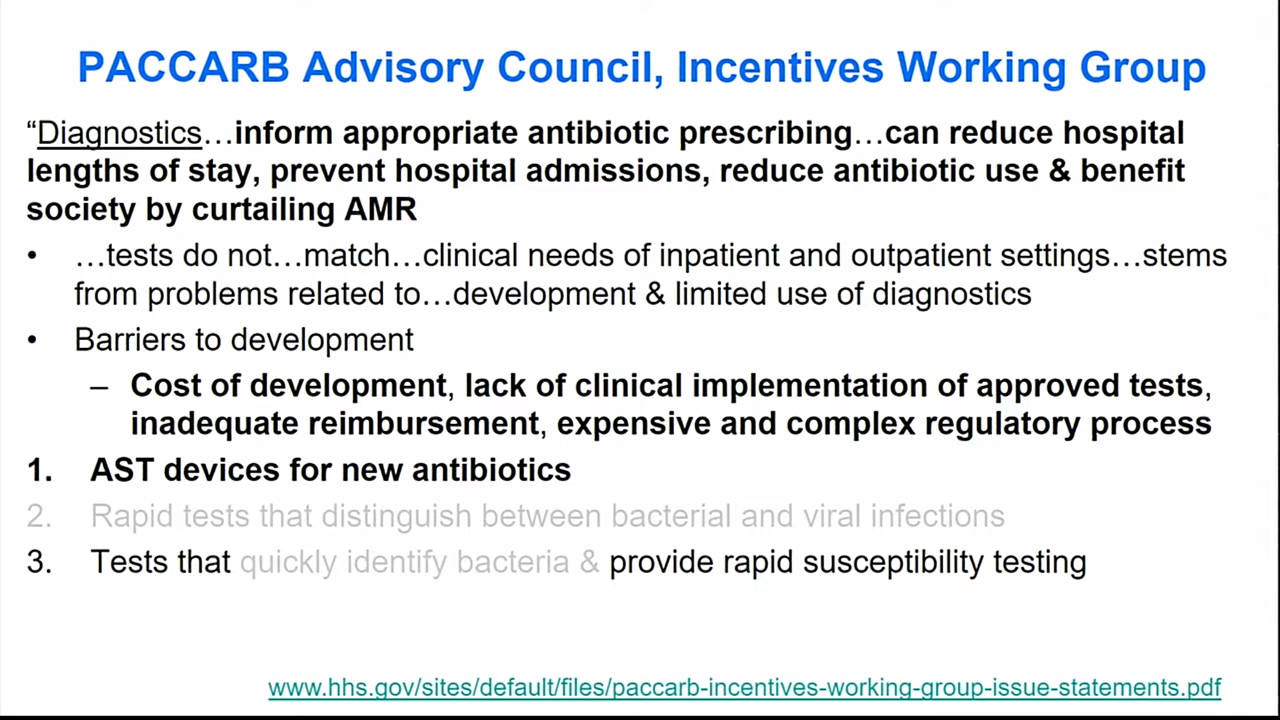 PACCARB Advisory Council, Incentives Working Group
“Diagnostics…inform appropriate antibiotic prescribing…can reduce hospital
lengths of stay, prevent hospital admissions, reduce antibiotic use & benefit
society by curtailing AMR
• …tests do not…match…clinical needs of inpatient and outpatient settings…stems
from problems related to…development & limited use of diagnostics
• Barriers to development
– Cost of development, lack of clinical implementation of approved tests,
inadequate reimbursement, expensive and complex regulatory process
1. AST devices for new antibiotics
2. Rapid tests that distinguish between bacterial and viral infections
3. Tests that quickly identify bacteria & provide rapid susceptibility testing
www.hhs.gov/sites/default/files/paccarb-incentives-working-group-issue-statements.pdf